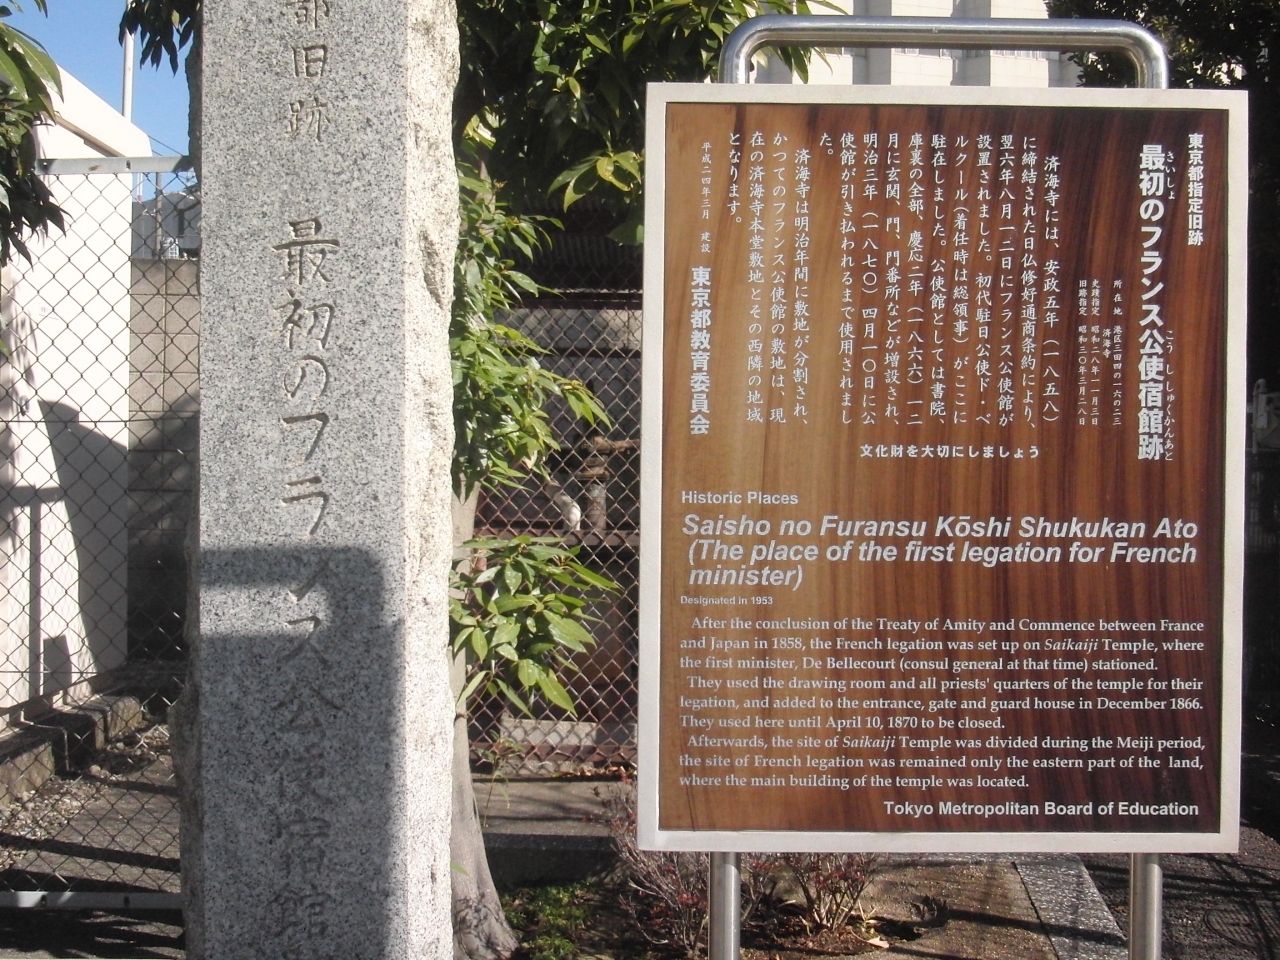 都旧跡 最初のフランス公使宿館
東京都指定旧跡
最初のフランス公使宿館跡
さいしょ こうししゅくかんあと
所在地 港区三田四の一六の二三
済海寺
史蹟指定 昭和二八年一一月三日
旧跡指定 昭和三〇年三月二八日
済海寺には、安政五年(一八五八)
に締結された日仏修好通商条約により、
翌六年八月一二日にフランス公使館が
設置されました。初代駐日公使ド・ベ
ルクール(着任時は総領事)がここに
駐在しました。公使館としては書院、
庫裏の全部、慶応二年(一八六六)一二
月に玄関、門、門番所などが増設され、
明治三年(一八七〇)四月一〇日に公
使館が引き払われるまで使用されまし
た。
済海寺は明治年間に敷地が分割され、
かつてのフランス公使館の敷地は、現
在の済海寺本堂敷地とその西隣の地域
となります。
平成二四年三月 建設
東京都教育委員会
文化財を大切にしましょう
Historic Places
Saisho no Furansu Kōshi Shukukan Ato
(The place of the first legation for French
minister)
Designated in 1953
After the conclusion of the Treaty of Amity and Commence between France
and Japan in 1858, the French legation was set up on Saikaiji Temple, where
the first minister, De Bellecourt (consul general at that time) stationed.
They used the drawing room and all priests' quarters of the temple for their
legation, and added to the entrance, gate and guard house in December 1866.
They used here until April 10, 1870 to be closed.
Afterwards, the site of Saikaiji Temple was divided during the Meiji period,
the site of French legation was remained only the eastern part of the land,
where the main building of the temple was located.
Tokyo Metropolitan Board of Education